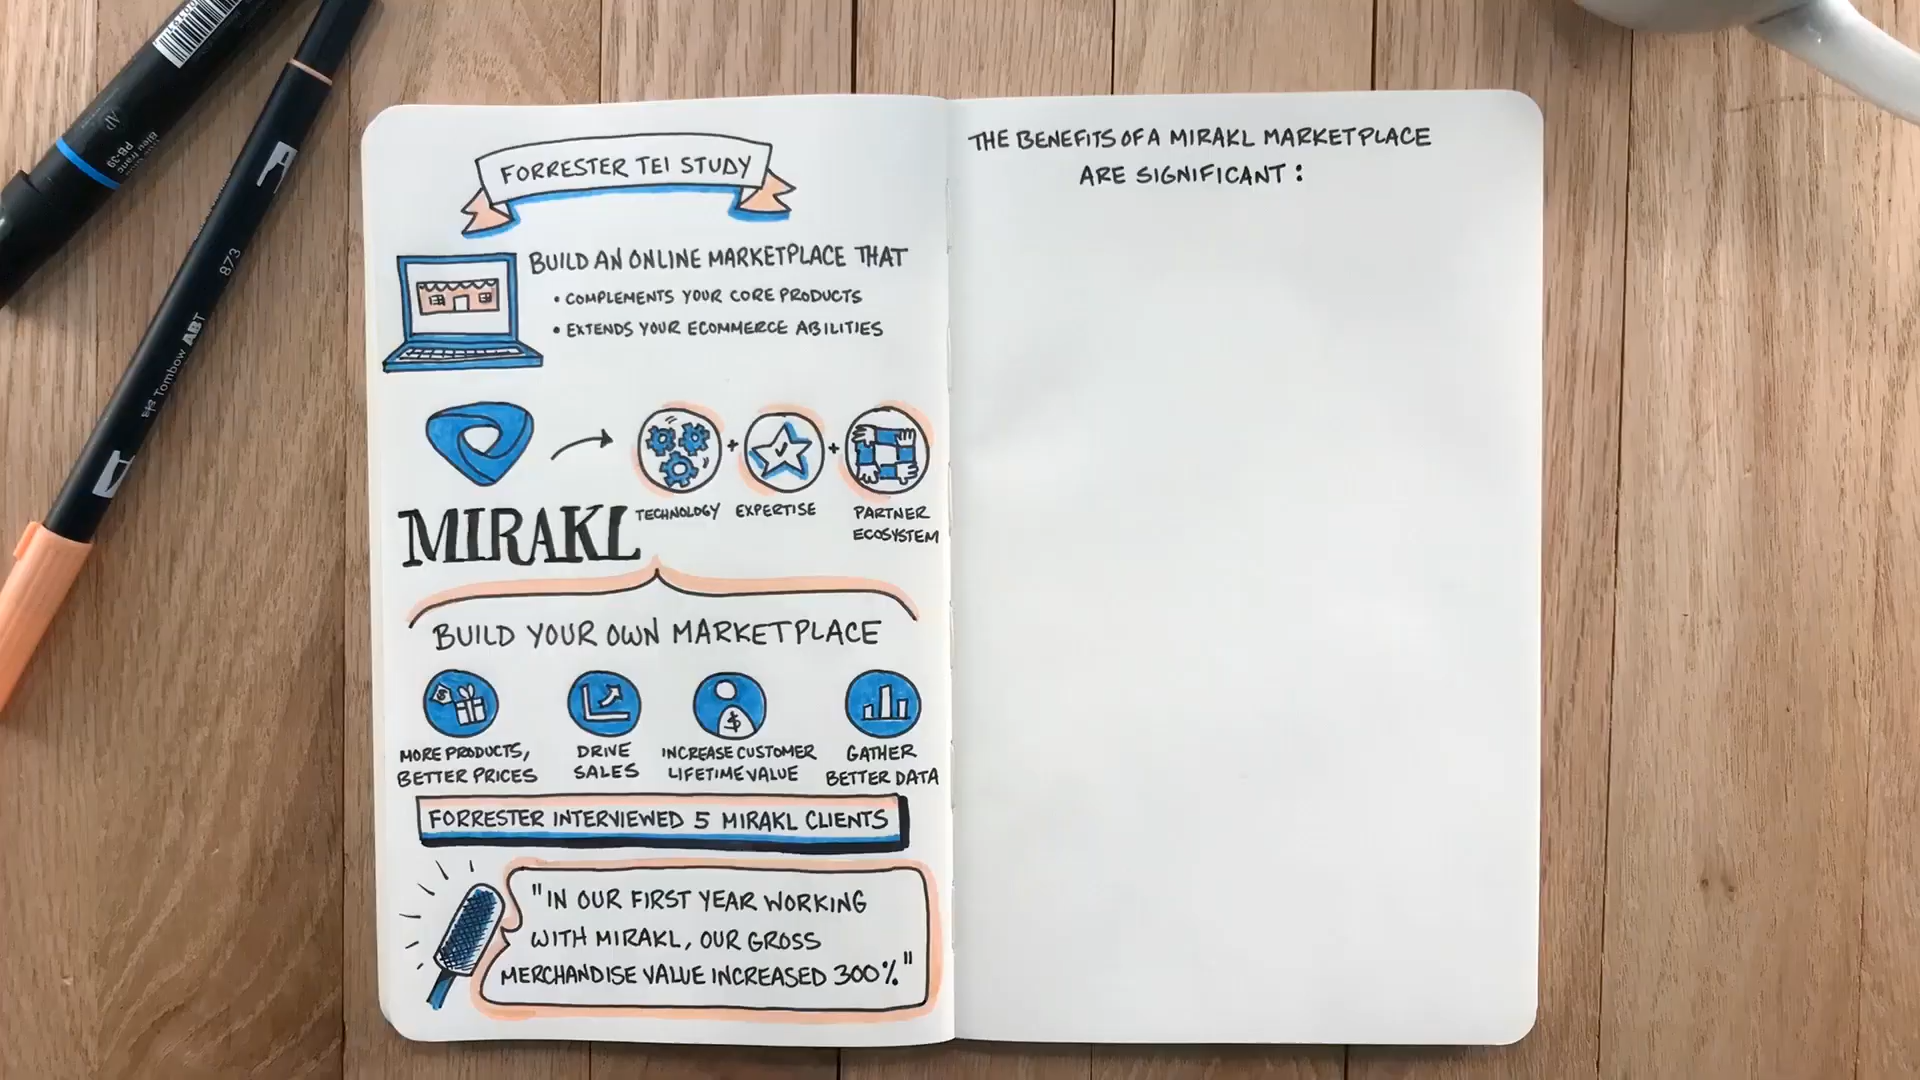 FORRESTER TEI STUDY
BUILD AN ONLINE MARKETPLACE THAT
• COMPLEMENTS YOUR CORE PRODUCTS
• EXTENDS YOUR ECOMMERCE ABILITIES
MIRAKL
TECHNOLOGY + EXPERTISE + PARTNER
ECOSYSTEM
BUILD YOUR OWN MARKETPLACE
$
$
MORE PRODUCTS,
BETTER PRICES
DRIVE
SALES
INCREASE CUSTOMER
LIFETIME VALUE
GATHER
BETTER DATA
FORRESTER INTERVIEWED 5 MIRAKL CLIENTS
"IN OUR FIRST YEAR WORKING
WITH MIRAKL, OUR GROSS
MERCHANDISE VALUE INCREASED 300%."
THE BENEFITS OF A MIRAKL MARKETPLACE
ARE SIGNIFICANT:
Tombow ABT
873
PB-39
AP